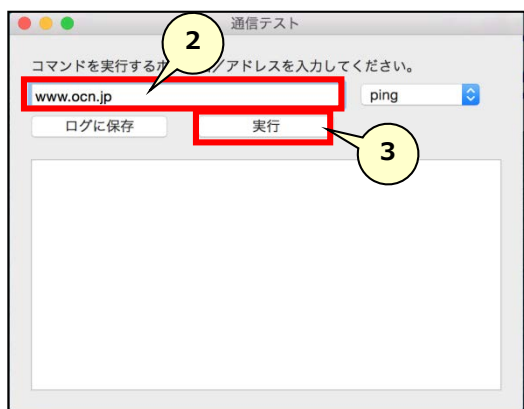 通信テスト
2
コマンドを実行するホ／アドレスを入力してください。
www.ocn.jp
ping
ログに保存
実行
3